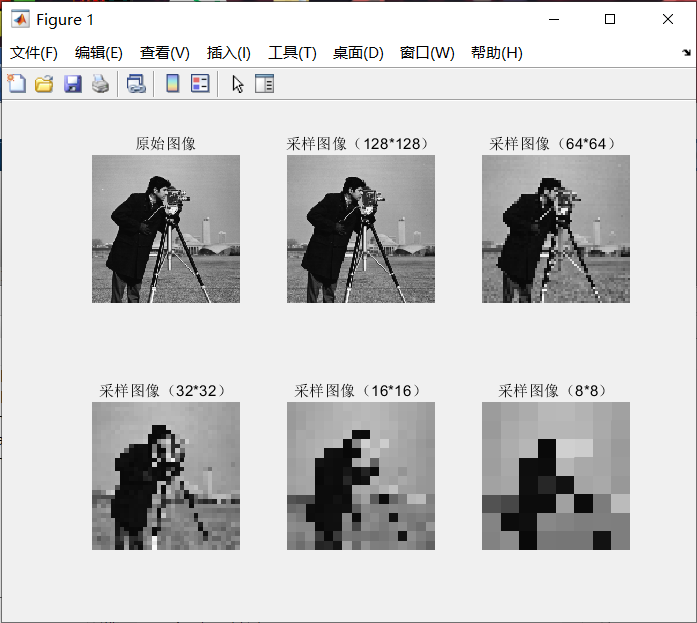 Figure 1
文件(F) 编辑(E) 查看(V) 插入(I) 工具(T) 桌面(D) 窗口(W) 帮助(H)
原始图像 采样图像（128*128） 采样图像（64*64）
采样图像（32*32） 采样图像（16*16） 采样图像（8*8）